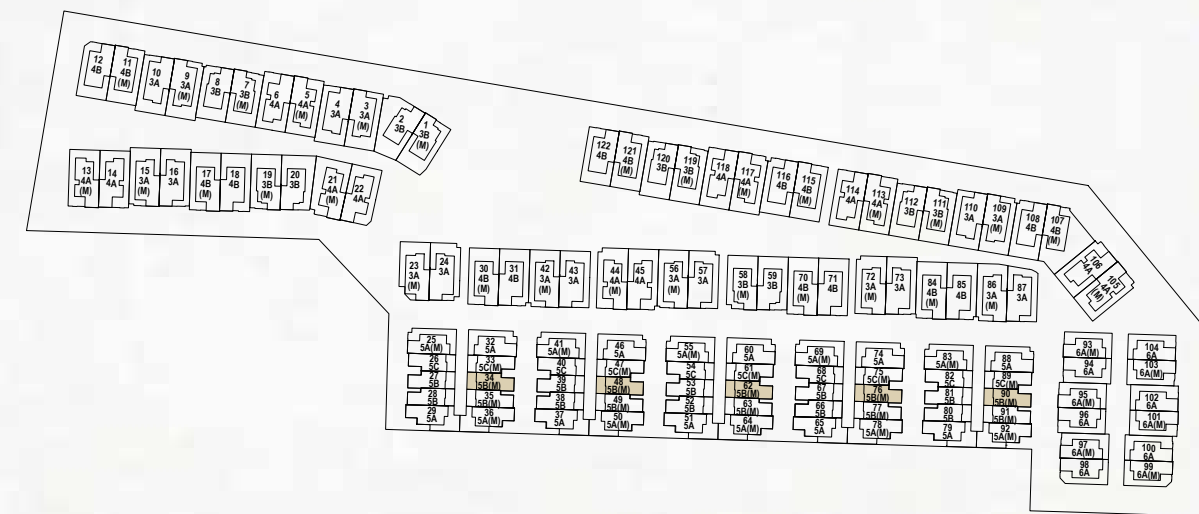 12
4B
11
4B
(M)
10
3A
9
3A
(M)
8
3B
7
3B
(M)
6
4A
5
4A
(M)
4
3A
3
3A
(M)
2
3B
1
3B
(M)
13
4A
(M)
14
4A
15
3A
(M)
16
3A
17
4B
(M)
18
4B
19
3B
(M)
20
3B
21
4A
(M)
22
4A
122
4B
121
4B
(M)
120
3B
119
3B
(M)
118
4A
117
4A
(M)
116
4B
115
4B
(M)
114
4A
113
4A
(M)
112
3B
111
3B
(M)
110
3A
109
3A
(M)
108
4B
107
4B
(M)
106
4A
105
4A
(M)
23
3A
(M)
24
3A
30
4B
(M)
31
4B
42
3A
(M)
43
3A
44
4A
(M)
45
4A
56
3A
(M)
57
3A
58
3B
(M)
59
3B
70
4B
(M)
71
4B
72
3A
(M)
73
3A
84
4B
(M)
85
4B
86
3A
(M)
87
3A
25
5A(M)
26
5C
27
5B
28
5B
29
5A
32
5A
33
5C(M)
34
5B(M)
35
5B(M)
36
5A(M)
41
5A(M)
40
5C
39
5B
38
5B
37
5A
46
5A
47
5C(M)
48
5B(M)
49
5B(M)
50
5A(M)
55
5A(M)
54
5C
53
5B
52
5B
51
5A
60
5A
61
5C(M)
62
5B(M)
63
5B(M)
64
5A(M)
69
5A(M)
68
5C
67
5B
66
5B
65
5A
74
5A
75
5C(M)
76
5B(M)
77
5B(M)
78
5A(M)
83
5A(M)
82
5C
81
5B
80
5B
79
5A
88
5A
89
5C(M)
90
5B(M)
91
5B(M)
92
5A(M)
93
6A(M)
94
6A
95
6A(M)
96
6A
97
6A(M)
98
6A
104
6A
103
6A(M)
102
6A
101
6A(M)
100
6A
99
6A(M)